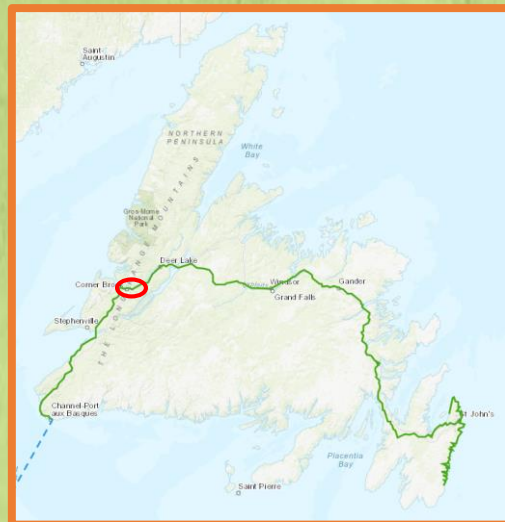 Saint
Augustin
NORTHERN
PENINSULA
White
Bay
Gros Morne
National
Park
THE LONG RANGE MOUNTAINS
Deer Lake
Corner Bro
Windsor
Grand Falls
Gander
Stephenville
Channel-Port
aux Basques
St John's
Placentia
Bay
Saint Pierre